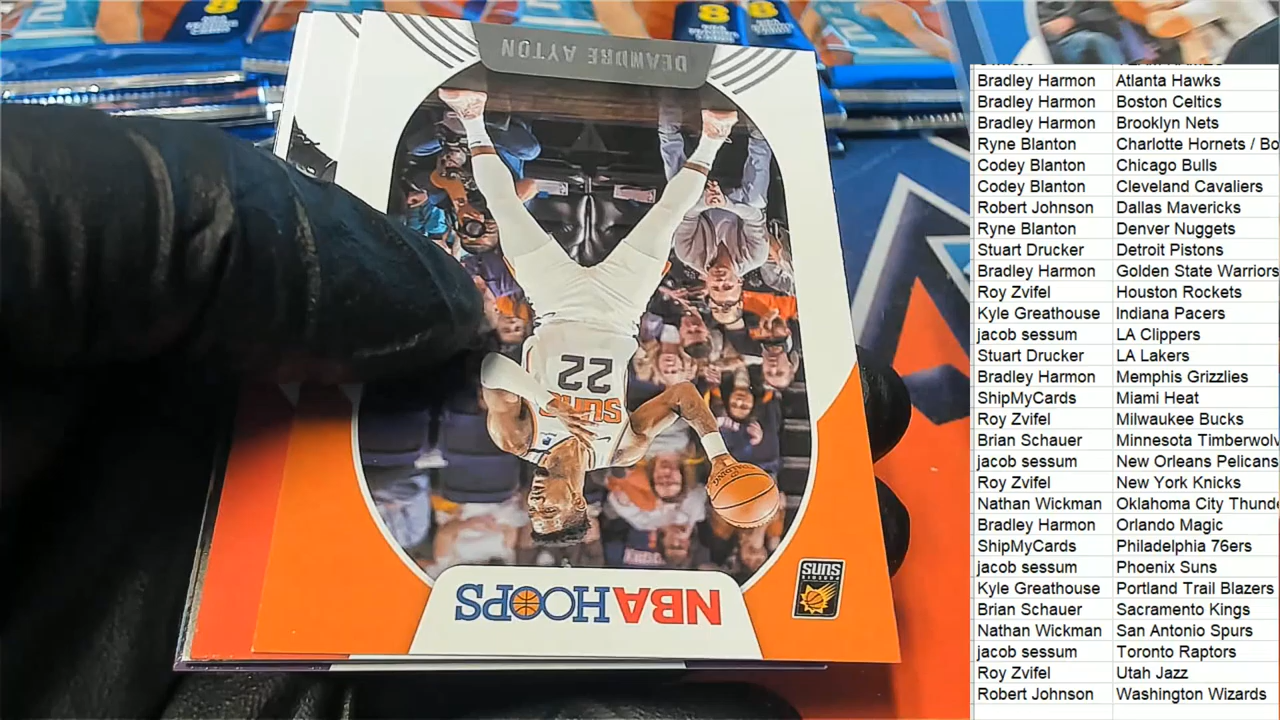 DEANDRE AYTON
22
SUNS
SPALDING
NBA HOOPS
SUNS
PHOENIX
8
8
Bradley Harmon Atlanta Hawks
Bradley Harmon Boston Celtics
Bradley Harmon Brooklyn Nets
Ryne Blanton Charlotte Hornets / Bo
Codey Blanton Chicago Bulls
Codey Blanton Cleveland Cavaliers
Robert Johnson Dallas Mavericks
Ryne Blanton Denver Nuggets
Stuart Drucker Detroit Pistons
Bradley Harmon Golden State Warriors
Roy Zvifel Houston Rockets
Kyle Greathouse Indiana Pacers
jacob sessum LA Clippers
Stuart Drucker LA Lakers
Bradley Harmon Memphis Grizzlies
ShipMyCards Miami Heat
Roy Zvifel Milwaukee Bucks
Brian Schauer Minnesota Timberwolv
jacob sessum New Orleans Pelicans
Roy Zvifel New York Knicks
Nathan Wickman Oklahoma City Thunde
Bradley Harmon Orlando Magic
ShipMyCards Philadelphia 76ers
jacob sessum Phoenix Suns
Kyle Greathouse Portland Trail Blazers
Brian Schauer Sacramento Kings
Nathan Wickman San Antonio Spurs
jacob sessum Toronto Raptors
Roy Zvifel Utah Jazz
Robert Johnson Washington Wizards